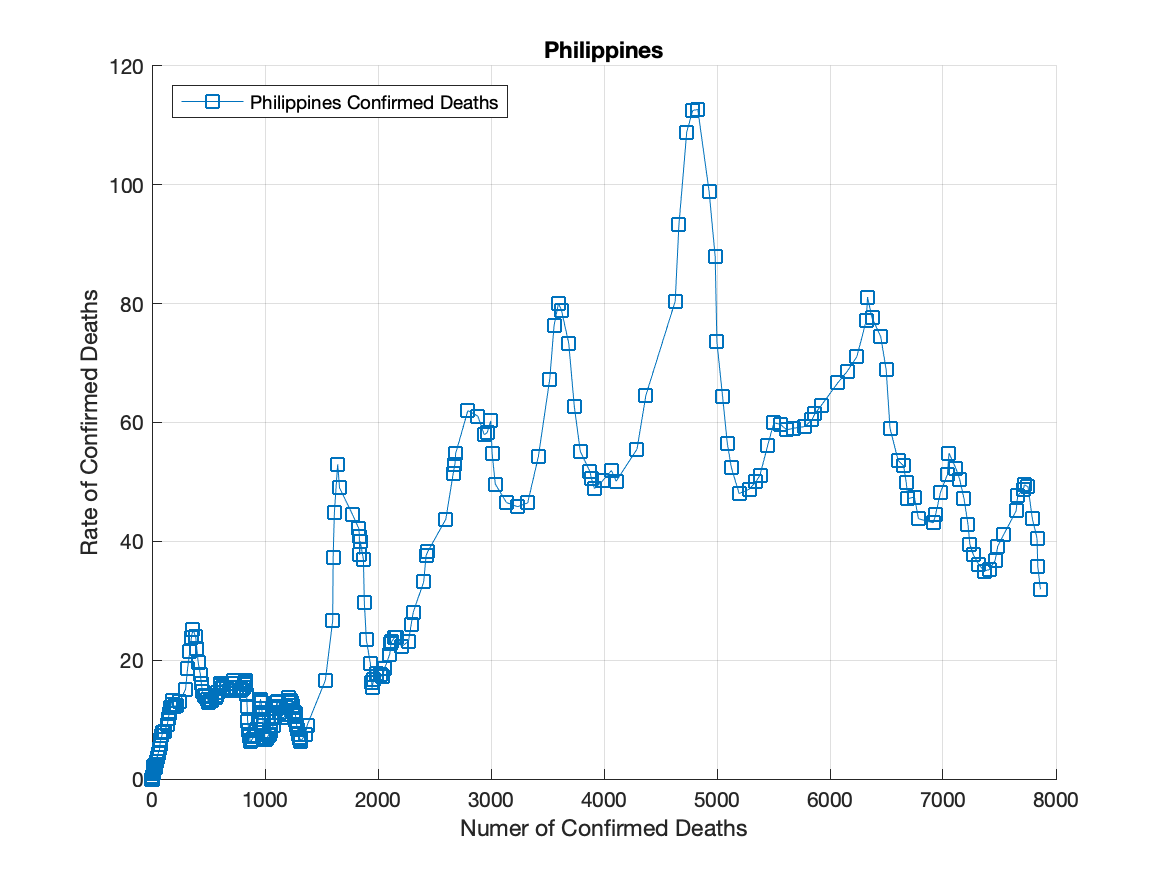 Philippines
Philippines Confirmed Deaths
120
100
80
60
40
20
0
Rate of Confirmed Deaths
0 1000 2000 3000 4000 5000 6000 7000 8000
Numer of Confirmed Deaths